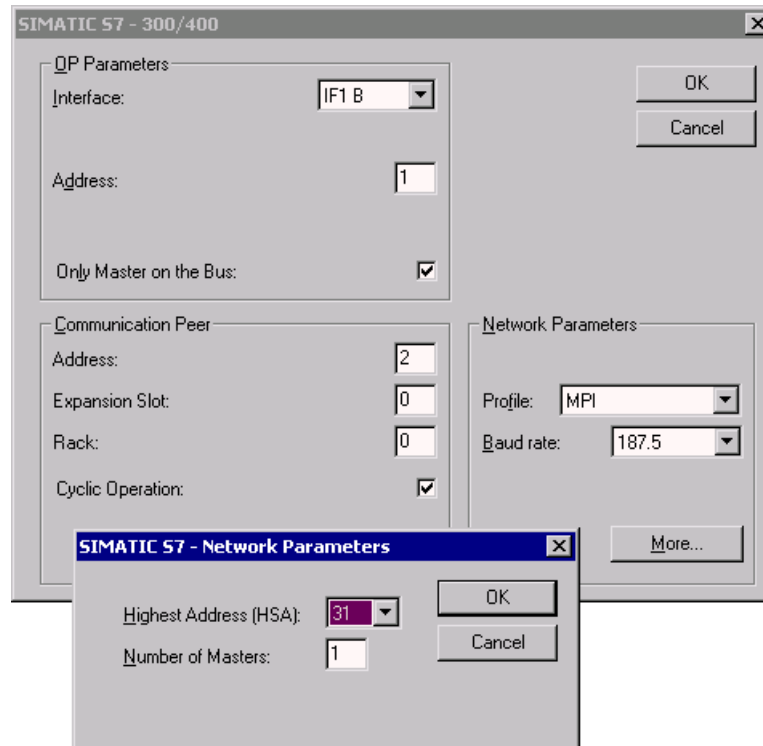 SIMATIC S7 - 300/400
OP Parameters
Interface: IF1 B
OK
Cancel
Address: 1
Only Master on the Bus:
Communication Peer
Address: 2
Expansion Slot: 0
Rack: 0
Cyclic Operation:
Network Parameters
Profile: MPI
Baud rate: 187.5
More...
SIMATIC S7 - Network Parameters
Highest Address (HSA): 31
Number of Masters: 1
OK
Cancel